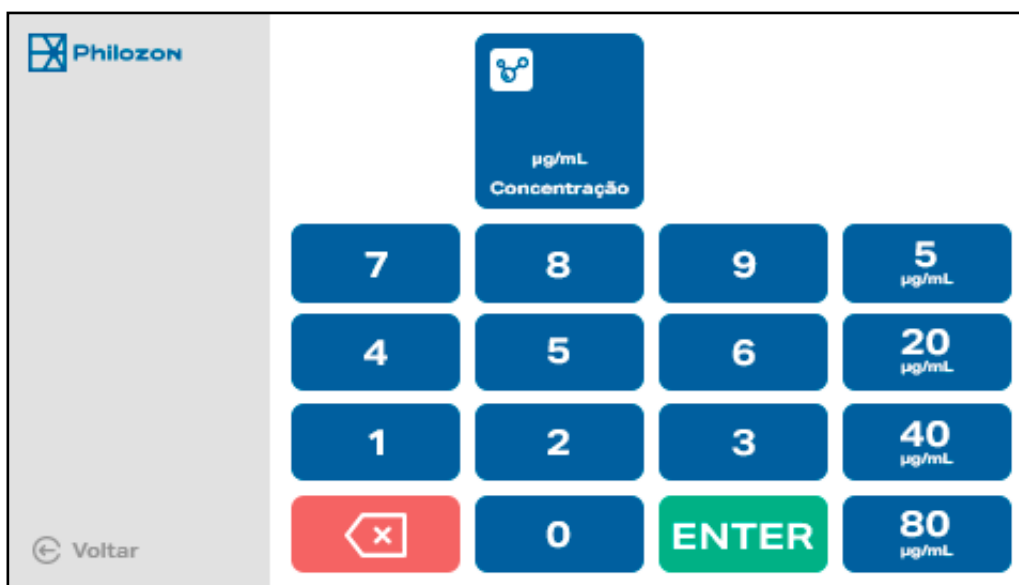 Philozon
µg/mL
Concentração
7 8 9 5
µg/mL
4 5 6 20
µg/mL
1 2 3 40
µg/mL
0 ENTER 80
µg/mL
Voltar